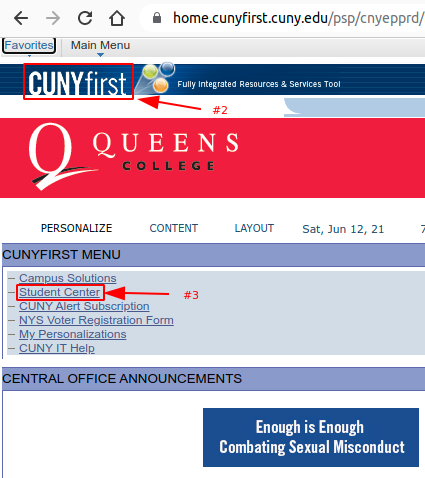 home.cunyfirst.cuny.edu/psp/cnyepprd/
Favorites Main Menu
CUNYfirst Fully Integrated Resources & Services Tool
#2
QUEENS
COLLEGE
PERSONALIZE CONTENT LAYOUT Sat, Jun 12, 21 7
CUNYFIRST MENU
Campus Solutions
Student Center #3
CUNY Alert Subscription
NYS Voter Registration Form
My Personalizations
CUNY IT Help
CENTRAL OFFICE ANNOUNCEMENTS
Enough is Enough
Combating Sexual Misconduct